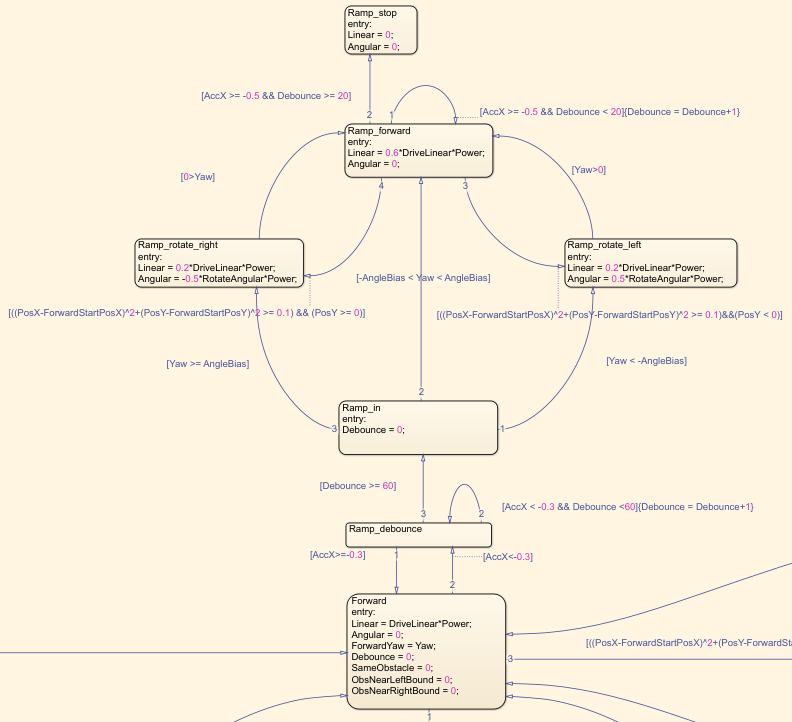 Ramp_stop
entry:
Linear = 0;
Angular = 0;
[AccX >= -0.5 && Debounce >= 20]
2
1
[AccX >= -0.5 && Debounce < 20]{Debounce = Debounce+1}
Ramp_forward
entry:
Linear = 0.6*DriveLinear*Power;
Angular = 0;
[0>Yaw]
[Yaw>0]
4
3
Ramp_rotate_right
entry:
Linear = 0.2*DriveLinear*Power;
Angular = -0.5*RotateAngular*Power;
Ramp_rotate_left
entry:
Linear = 0.2*DriveLinear*Power;
Angular = 0.5*RotateAngular*Power;
[-AngleBias < Yaw < AngleBias]
[((PosX-ForwardStartPosX)^2+(PosY-ForwardStartPosY)^2 >= 0.1) && (PosY >= 0)]
[((PosX-ForwardStartPosX)^2+(PosY-ForwardStartPosY)^2 >= 0.1)&&(PosY < 0)]
[Yaw >= AngleBias]
[Yaw < -AngleBias]
2
Ramp_in
entry:
Debounce = 0;
3
1
[Debounce >= 60]
3
2
[AccX < -0.3 && Debounce <60]{Debounce = Debounce+1}
Ramp_debounce
[AccX>=-0.3]
1
[AccX<-0.3]
2
Forward
entry:
Linear = DriveLinear*Power;
Angular = 0;
ForwardYaw = Yaw;
Debounce = 0;
SameObstacle = 0;
ObsNearLeftBound = 0;
ObsNearRightBound = 0;
[((PosX-ForwardStartPosX)^2+(PosY-ForwardSta
3
1